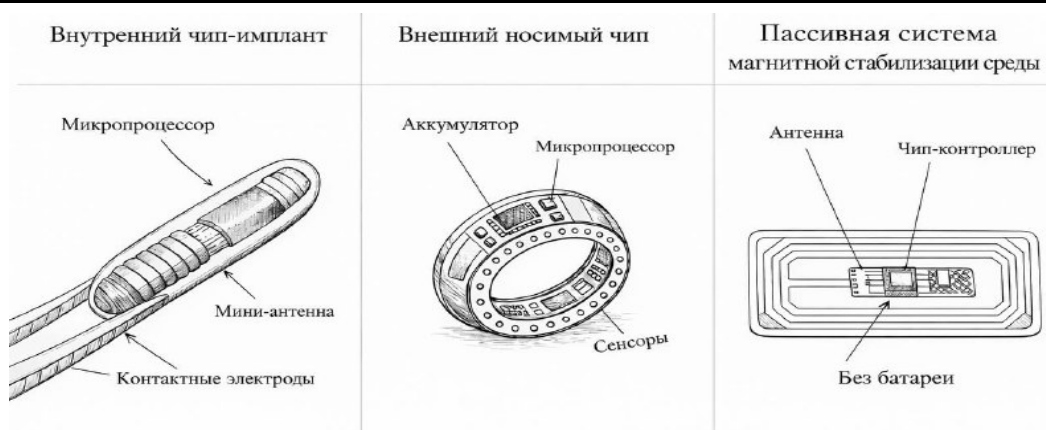 Внутренний чип-имплант
Внешний носимый чип
Пассивная система
магнитной стабилизации среды
Микропроцессор
Мини-антенна
Контактные электроды
Аккумулятор
Микропроцессор
Сенсоры
Антенна
Чип-контроллер
Без батареи